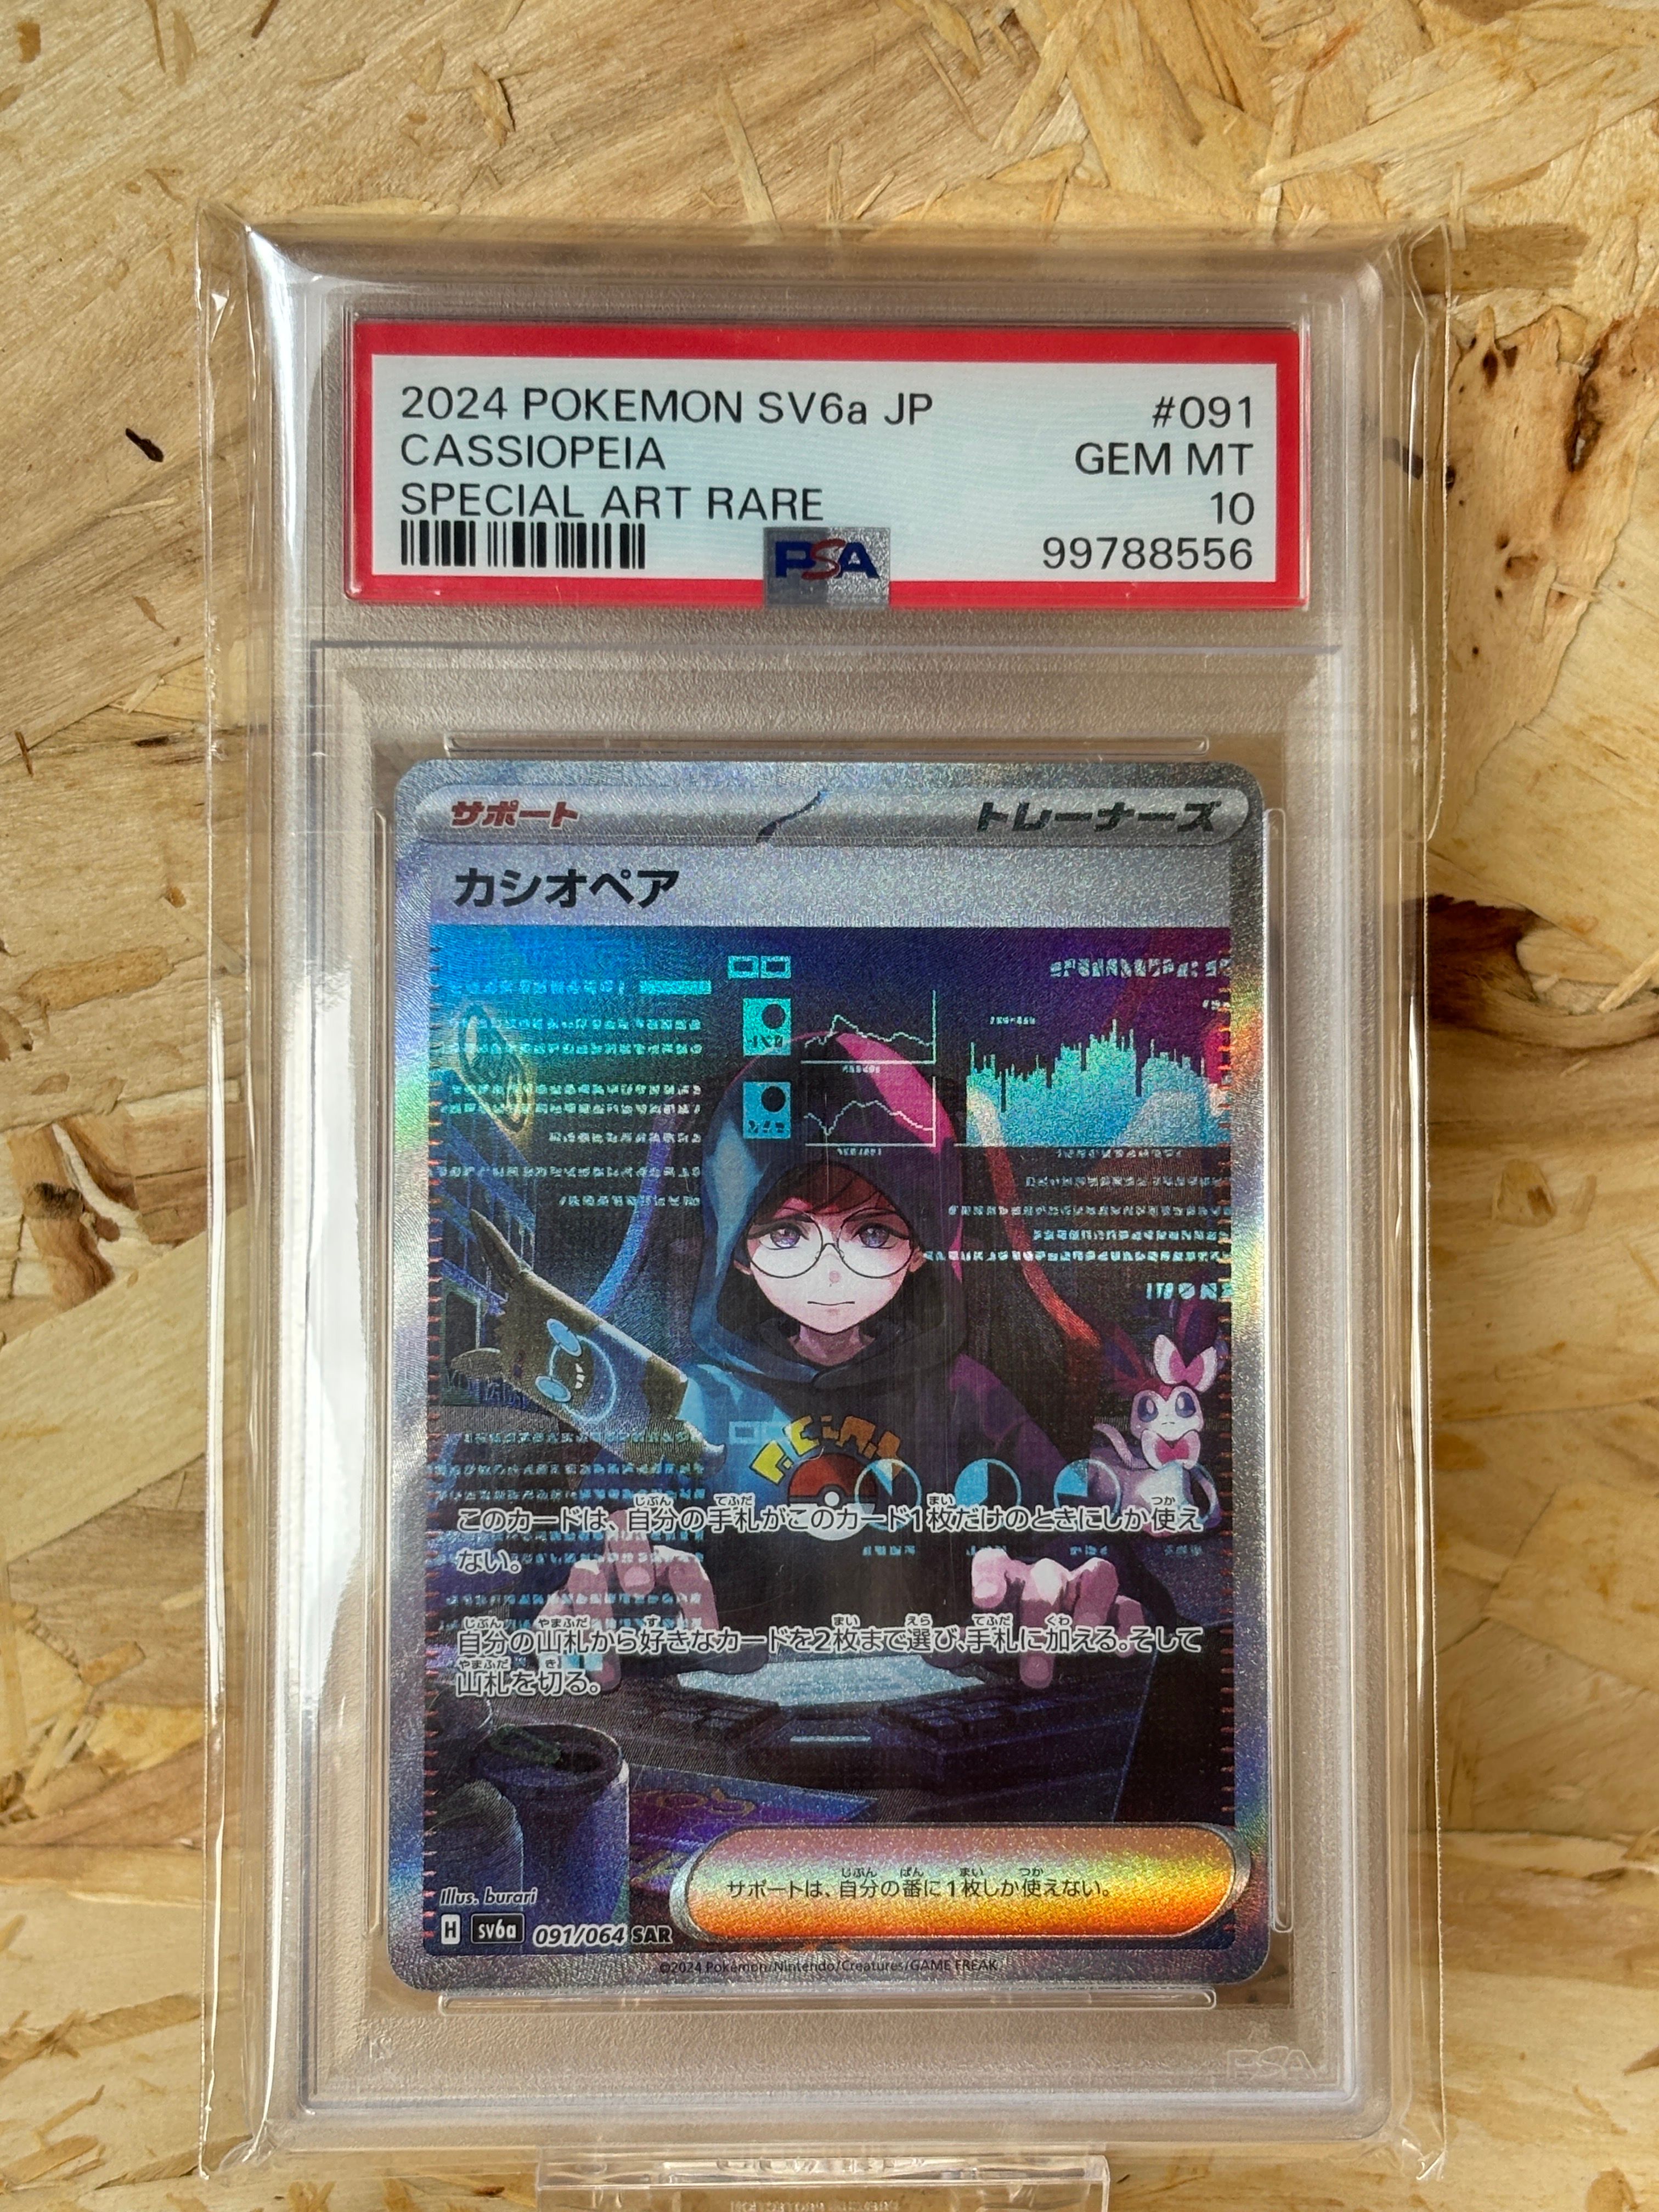 2024 POKEMON SV6a JP #091
CASSIOPEIA GEM MT
SPECIAL ART RARE 10
PSA 99788556
サポート トレーナーズ
カシオペア
このカードは、自分の手札がこのカード1枚だけのときにしか使え
ない。
自分の山札から好きなカードを2枚まで選び、手札に加える。そして
山札を切る。
サポートは、自分の番に1枚しか使えない。
Illus. burari
H sv6a 091/064 SAR
©2024 Pokémon/Nintendo/Creatures/GAME FREAK
PSA